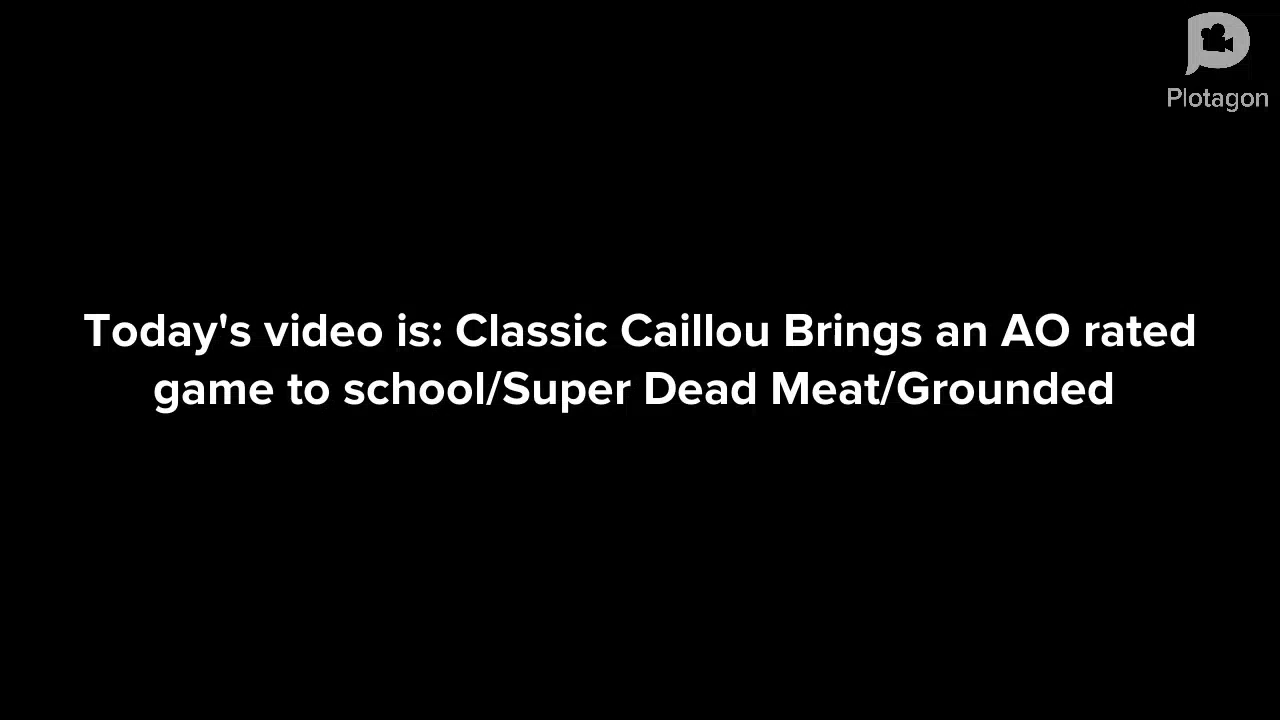 Plotagon
Today's video is: Classic Caillou Brings an AO rated
game to school/Super Dead Meat/Grounded